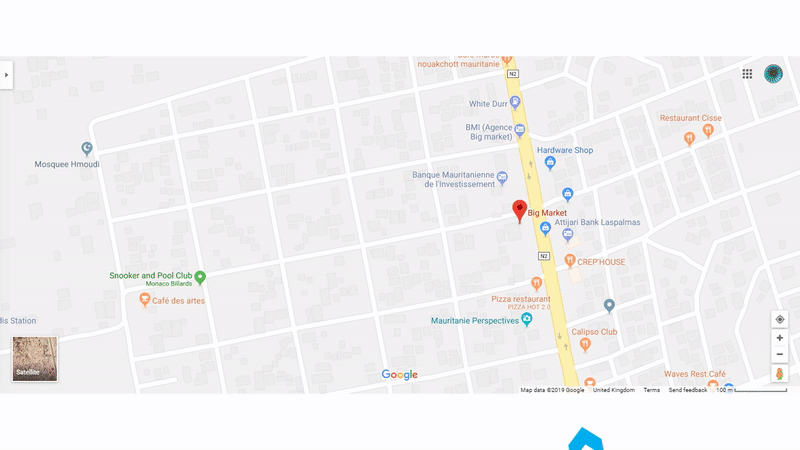 nouakchott mauritanie
N2
White Durr
BMI (Agence
Big market)
Restaurant Cisse
Hardware Shop
Mosquee Hmoudi
Banque Mauritanienne
de l'Investissement
Big Market
Attijari Bank Laspalmas
N2
CREP'HOUSE
Snooker and Pool Club
Monaco Billards
Café des artes
Pizza restaurant
PIZZA HOT 2.0
Mauritanie Perspectives
dis Station
Calipso Club
Satellite
Google
Waves Rest.Café
Map data ©2019 Google
United Kingdom
Terms
Send feedback
100 m